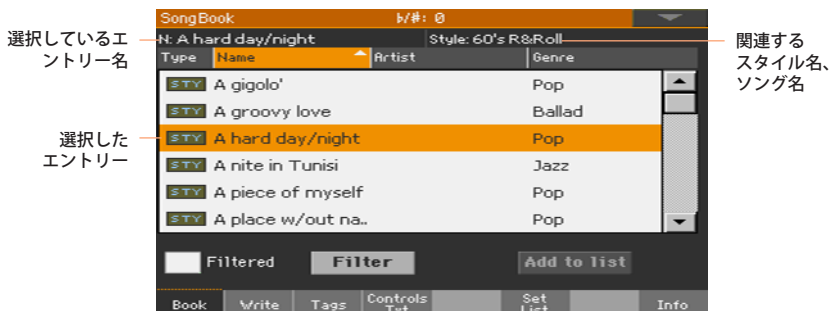 SongBook ♭/#: 0
選択しているエ
ントリー名
N: A hard day/night Style: 60's R&Roll
関連する
スタイル名、
ソング名
Type Name Artist Genre
STY A gigolo' Pop
STY A groovy love Ballad
選択した
エントリー
STY A hard day/night Pop
STY A nite in Tunisi Jazz
STY A piece of myself Pop
STY A place w/out na.. Pop
Filtered Filter Add to list
Book Write Tags Controls Txt Set List Info